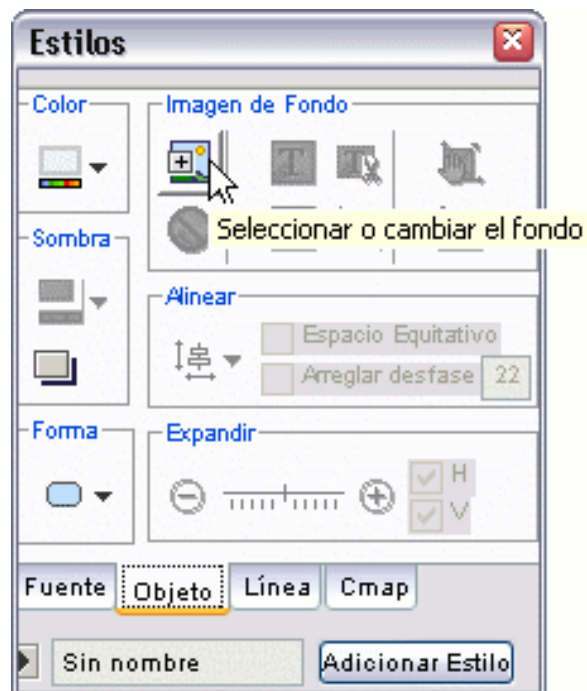 Estilos
Color
Imagen de Fondo
Seleccionar o cambiar el fondo
Sombra
Alinear
Espacio Equitativo
Arreglar desfase 22
Forma
Expandir
H
V
Fuente Objeto Línea Cmap
Sin nombre Adicionar Estilo